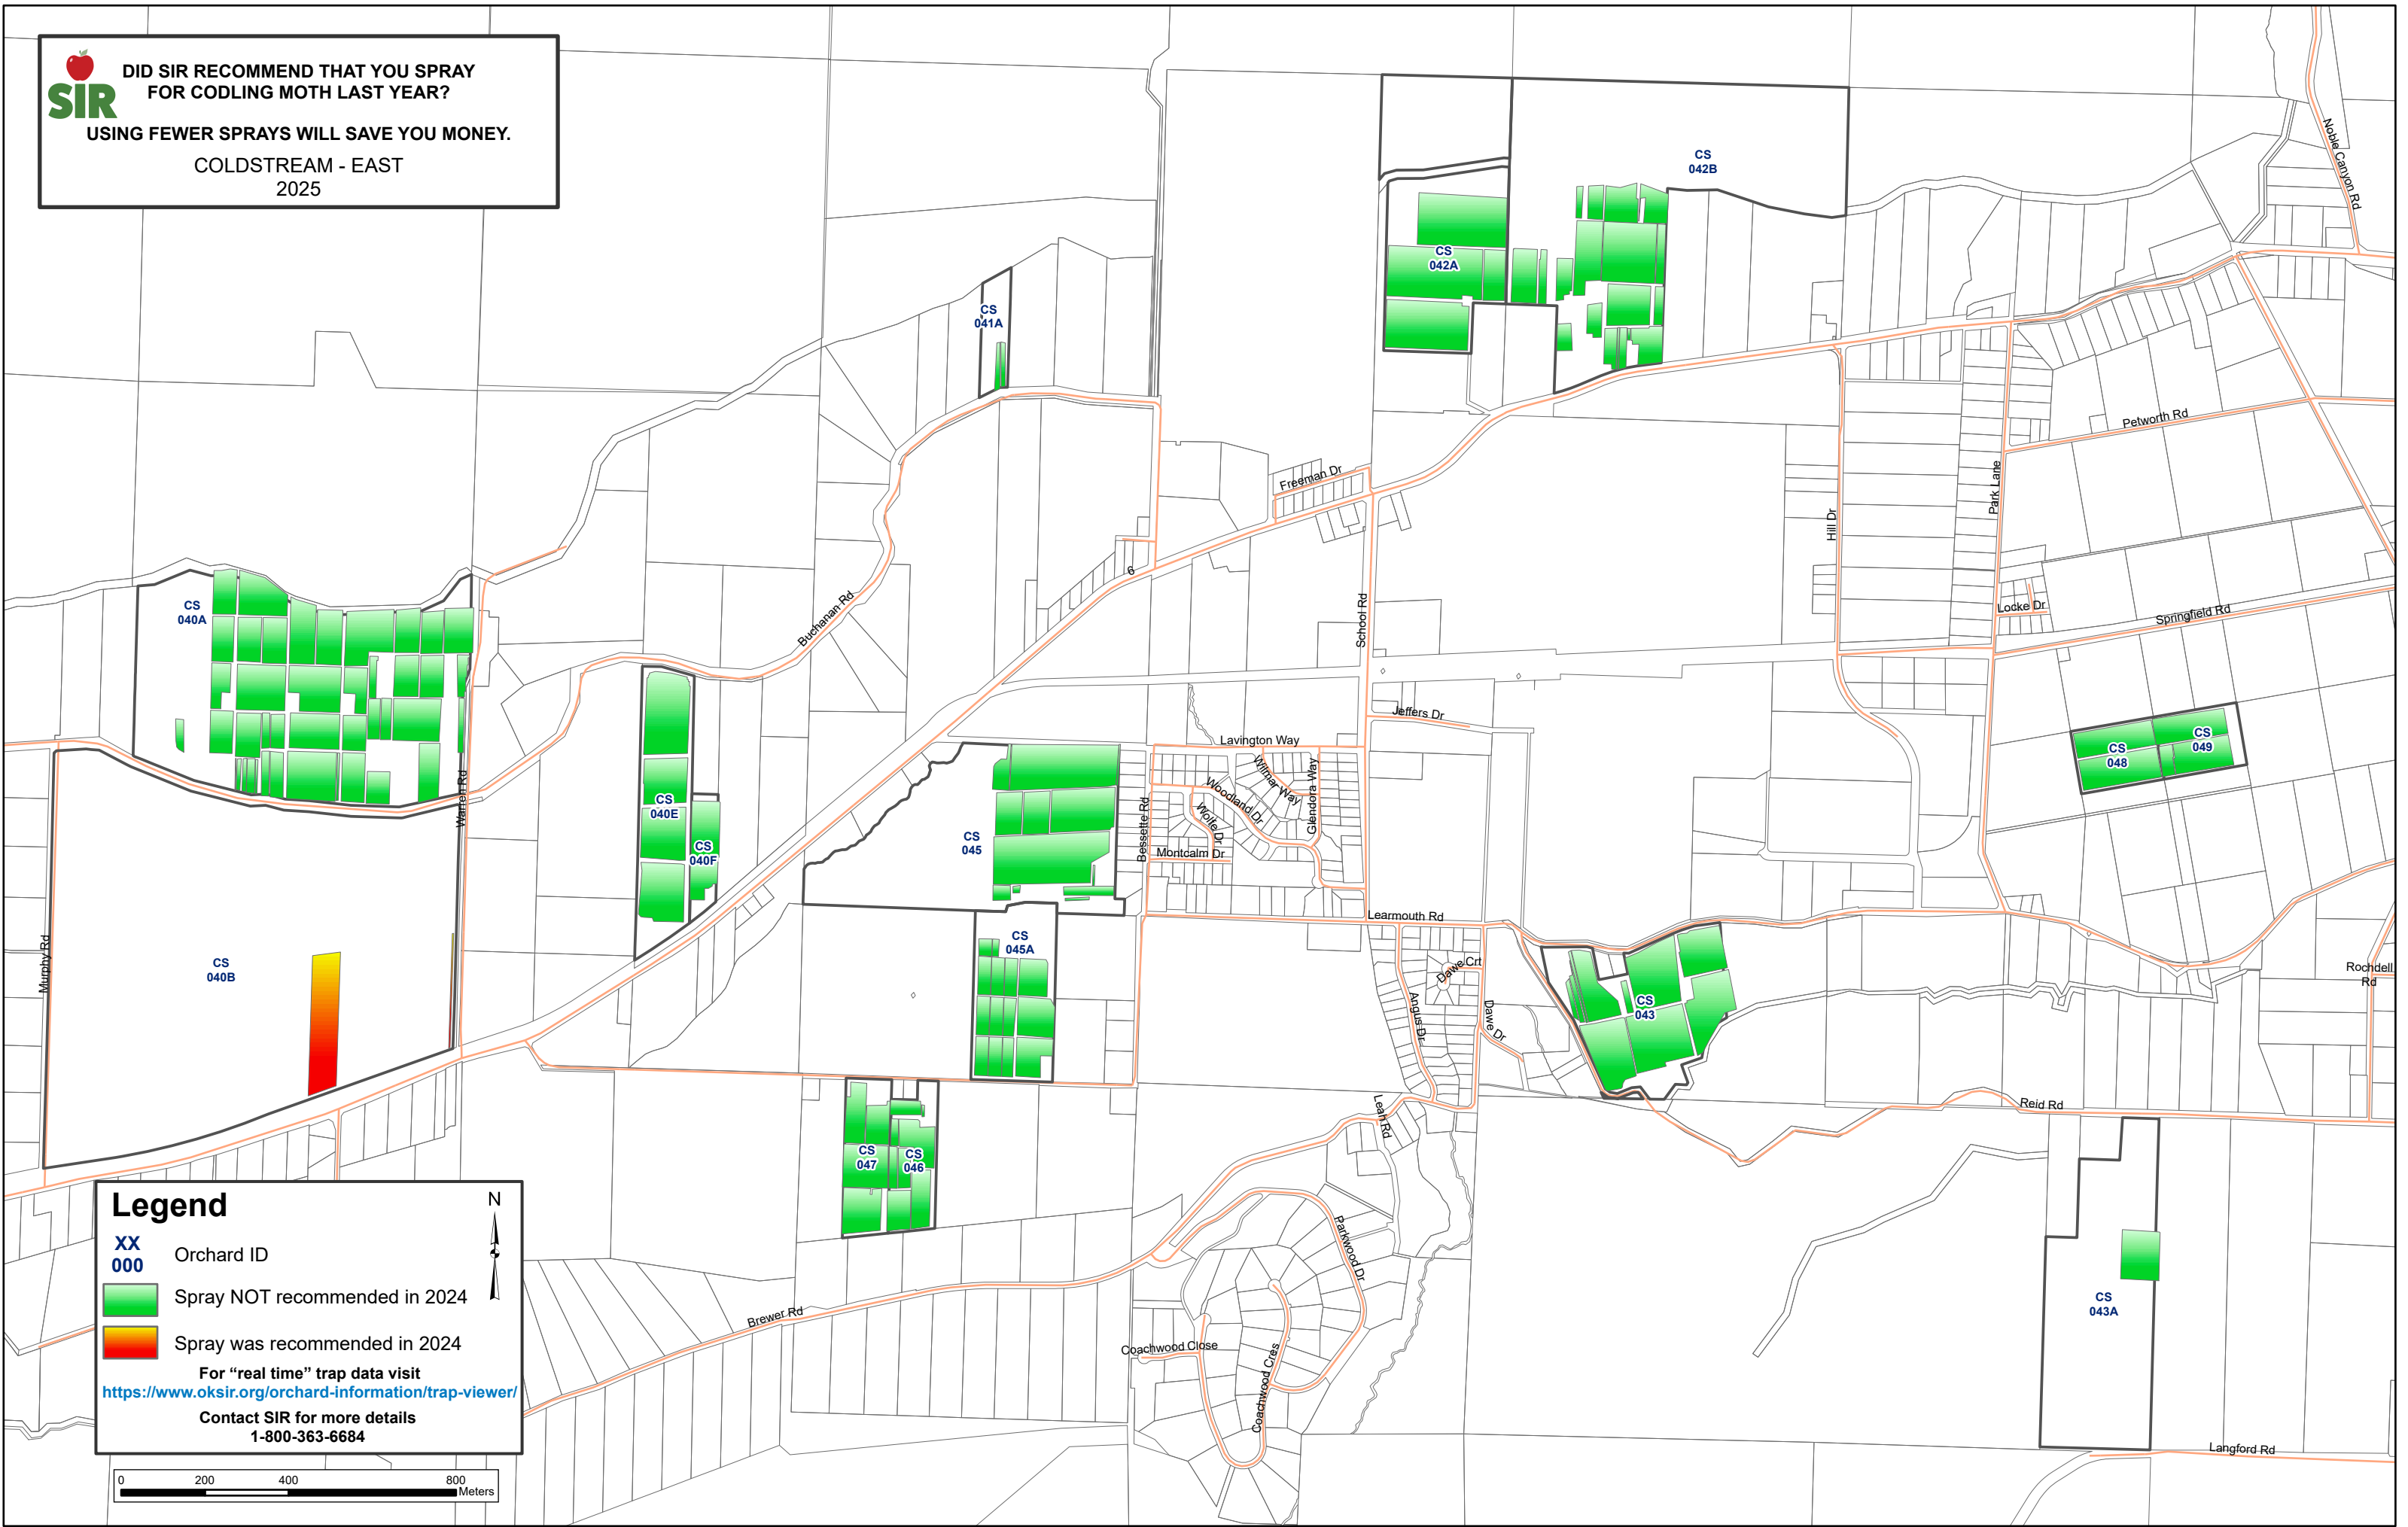 SIR
DID SIR RECOMMEND THAT YOU SPRAY
FOR CODLING MOTH LAST YEAR?
USING FEWER SPRAYS WILL SAVE YOU MONEY.
COLDSTREAM - EAST
2025
Noble Canyon Rd
CS
042B
CS
042A
CS
041A
Petworth Rd
Freeman Dr
Park Lane
Hill Dr
6
CS
040A
Buchanan Rd
School Rd
Locke Dr
Springfield Rd
Jeffers Dr
Lavington Way
CS
049
CS
048
Warren Rd
CS
040E
CS
040F
CS
045
Bessette Rd
Wilmar Way
Woodland Dr
Wolfe Dr
Glendora Way
Montcalm Dr
Learmouth Rd
CS
045A
Murphy Rd
CS
040B
Dawe Crt
Angus Dr
Dawe Dr
CS
043
Rochdell
Rd
Leah Rd
Reid Rd
CS
047
CS
046
Parkwood Dr
CS
043A
Brewer Rd
Coachwood Close
Coachwood Cres
Langford Rd
Legend
N
XX
000
Orchard ID
Spray NOT recommended in 2024
Spray was recommended in 2024
For “real time” trap data visit
https://www.oksir.org/orchard-information/trap-viewer/
Contact SIR for more details
1-800-363-6684
0 200 400 800
Meters